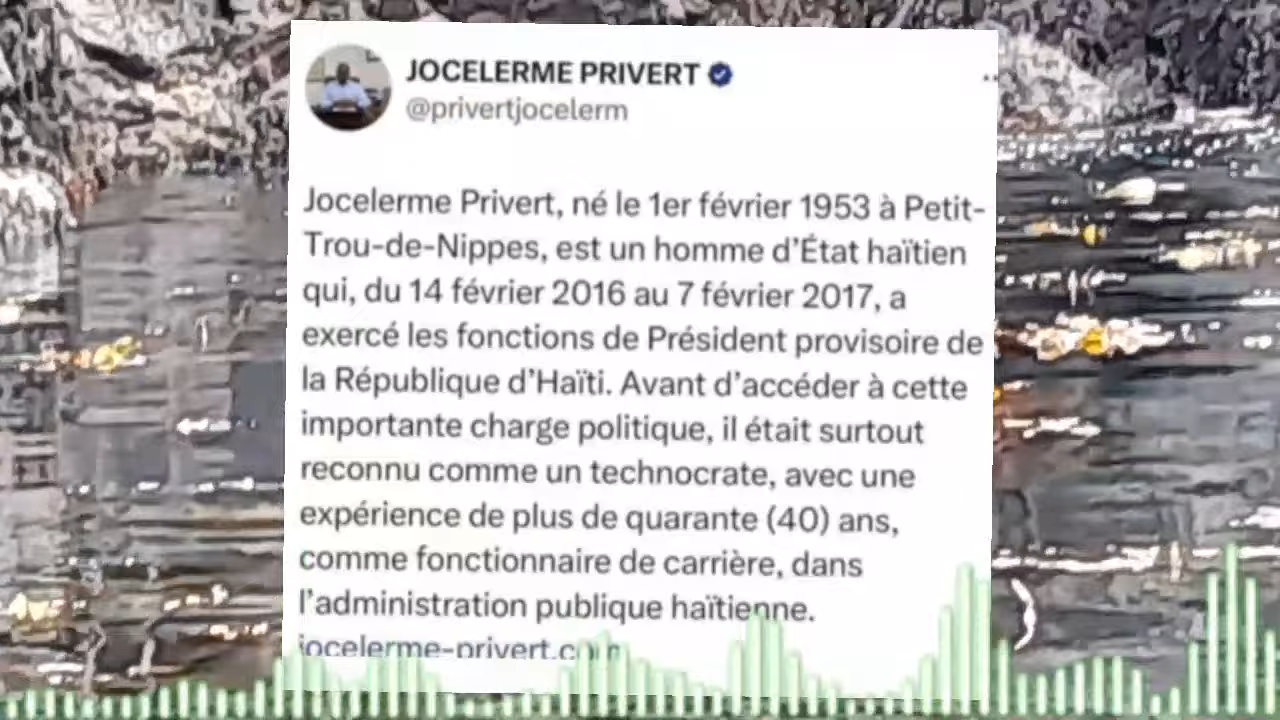 JOCELERME PRIVERT
@privertjocelerm
Jocelerme Privert, né le 1er février 1953 à Petit-
Trou-de-Nippes, est un homme d'État haïtien
qui, du 14 février 2016 au 7 février 2017, a
exercé les fonctions de Président provisoire de
la République d'Haïti. Avant d'accéder à cette
importante charge politique, il était surtout
reconnu comme un technocrate, avec une
expérience de plus de quarante (40) ans,
comme fonctionnaire de carrière, dans
l'administration publique haïtienne.
jocelerme-privert.com